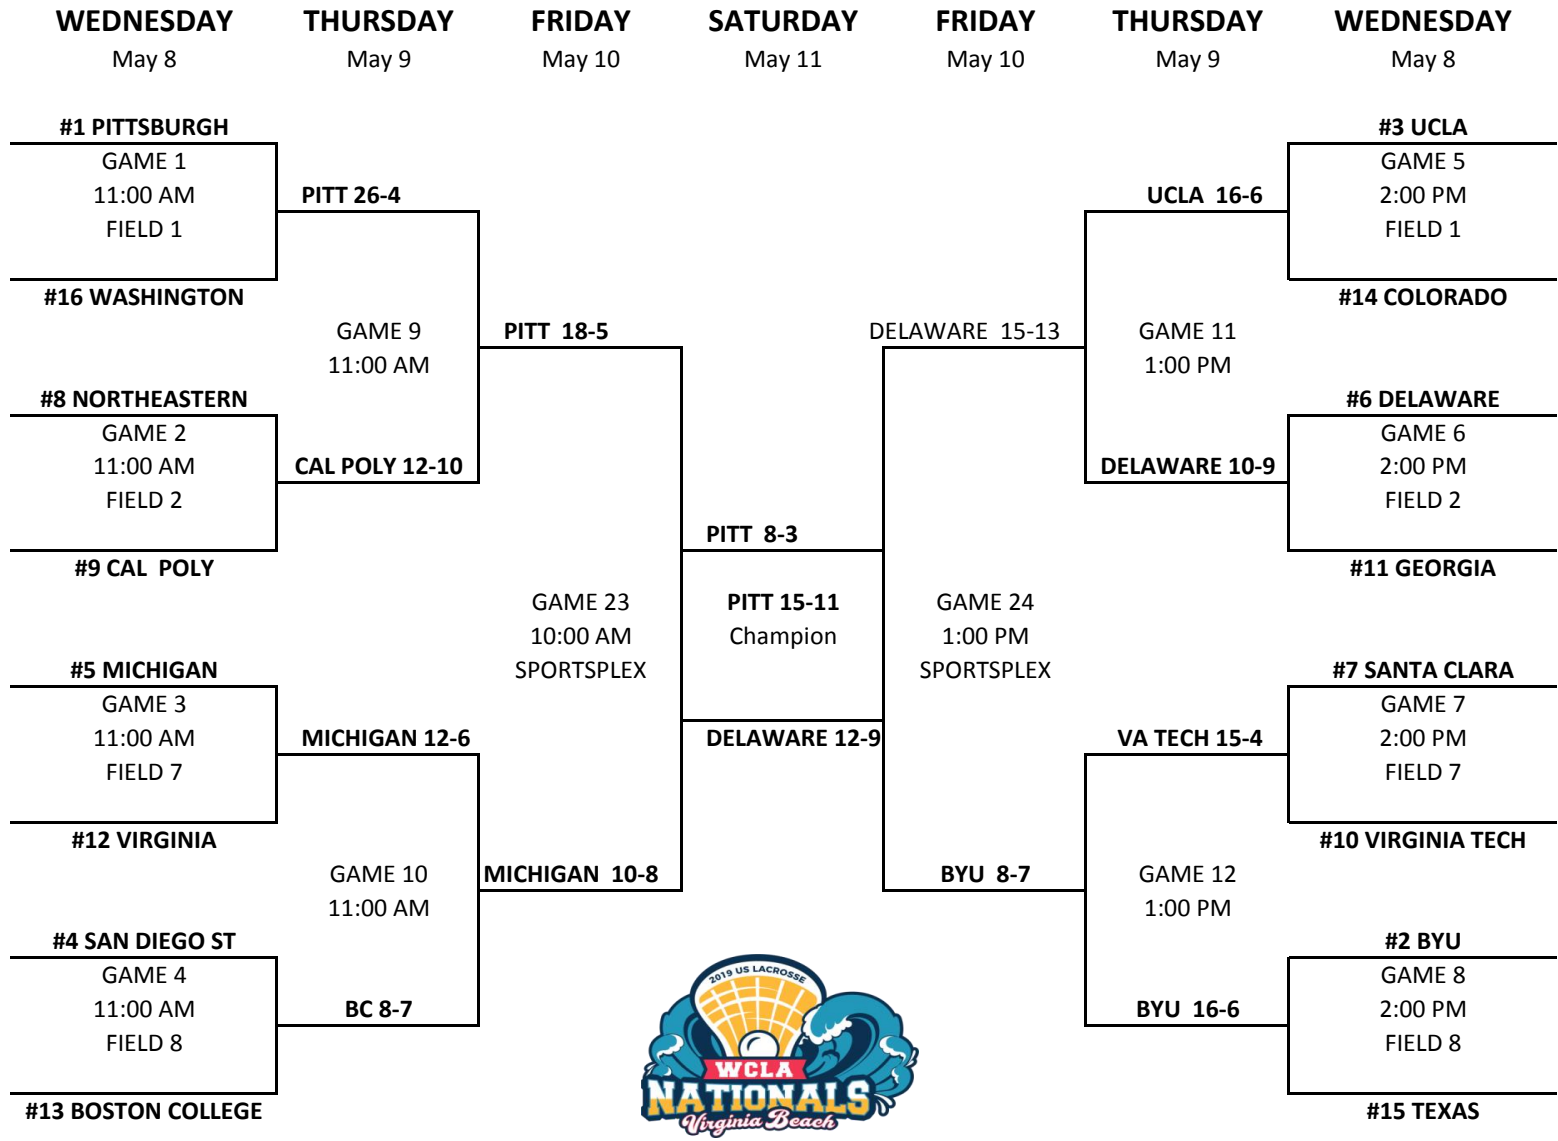 WEDNESDAY THURSDAY FRIDAY SATURDAY FRIDAY THURSDAY WEDNESDAY
May 8 May 9 May 10 May 11 May 10 May 9 May 8
#1 PITTSBURGH #3 UCLA
GAME 1 GAME 5
11:00 AM PITT 26-4 UCLA 16-6 2:00 PM
FIELD 1 FIELD 1
#16 WASHINGTON #14 COLORADO
GAME 9 PITT 18-5 DELAWARE 15-13 GAME 11
11:00 AM 1:00 PM
#8 NORTHEASTERN #6 DELAWARE
GAME 2 GAME 6
11:00 AM CAL POLY 12-10 DELAWARE 10-9 2:00 PM
FIELD 2 FIELD 2
PITT 8-3
#9 CAL POLY #11 GEORGIA
GAME 23 PITT 15-11 GAME 24
10:00 AM Champion 1:00 PM
#5 MICHIGAN SPORTSPLEX SPORTSPLEX #7 SANTA CLARA
GAME 3 GAME 7
11:00 AM MICHIGAN 12-6 DELAWARE 12-9 VA TECH 15-4 2:00 PM
FIELD 7 FIELD 7
#12 VIRGINIA #10 VIRGINIA TECH
GAME 10 MICHIGAN 10-8 BYU 8-7 GAME 12
11:00 AM 1:00 PM
#4 SAN DIEGO ST #2 BYU
GAME 4 GAME 8
11:00 AM BC 8-7 BYU 16-6 2:00 PM
FIELD 8 FIELD 8
#13 BOSTON COLLEGE #15 TEXAS
2019 US LACROSSE
WCLA
NATIONALS
Virginia Beach